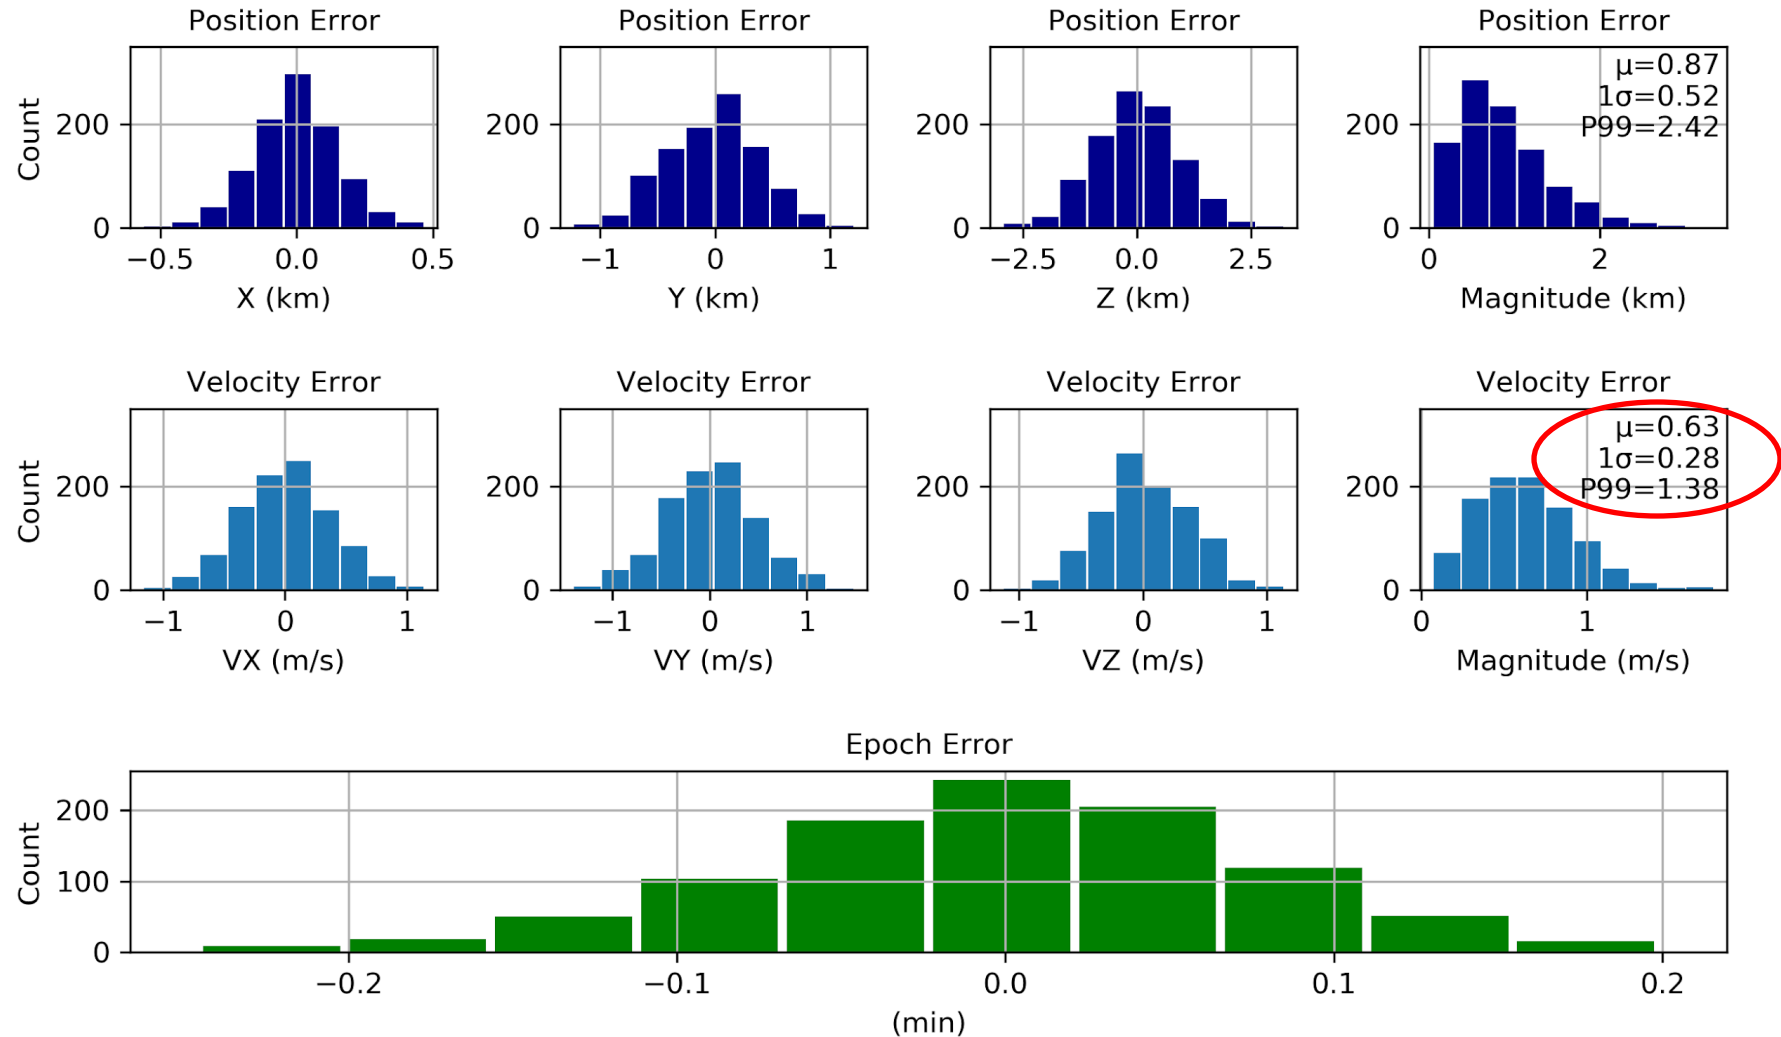 Position Error
Position Error
Position Error
Position Error
Count
200
0
−0.5
0.0
0.5
X (km)
200
0
−1
0
1
Y (km)
200
0
−2.5
0.0
2.5
Z (km)
μ=0.87
1σ=0.52
P99=2.42
200
0
0
2
Magnitude (km)
Velocity Error
Velocity Error
Velocity Error
Velocity Error
Count
200
0
−1
0
1
VX (m/s)
200
0
−1
0
1
VY (m/s)
200
0
−1
0
1
VZ (m/s)
μ=0.63
1σ=0.28
P99=1.38
200
0
0
1
Magnitude (m/s)
Epoch Error
Count
200
100
0
−0.2
−0.1
0.0
0.1
0.2
(min)